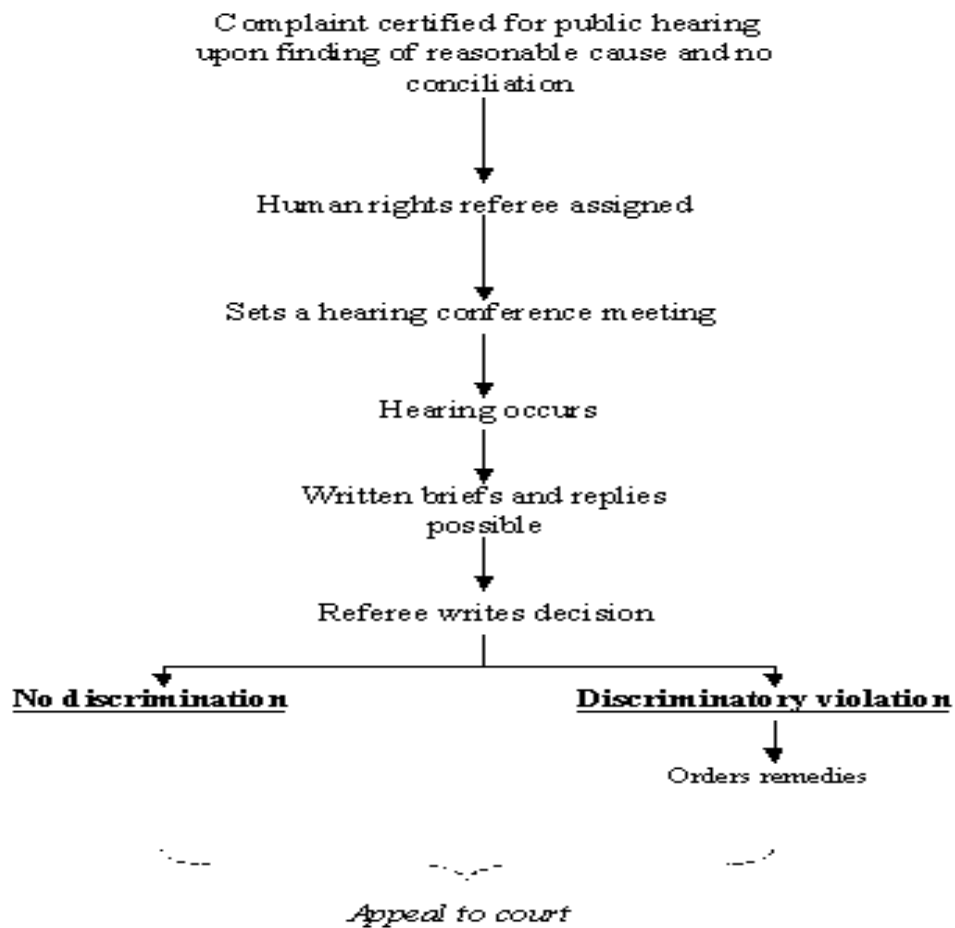 Complaint certified for public hearing
upon finding of reasonable cause and no
conciliation
Human rights referee assigned
Sets a hearing conference meeting
Hearing occurs
Written briefs and replies
possible
Referee writes decision
No discrimination
Discriminatory violation
Orders remedies
Appeal to court